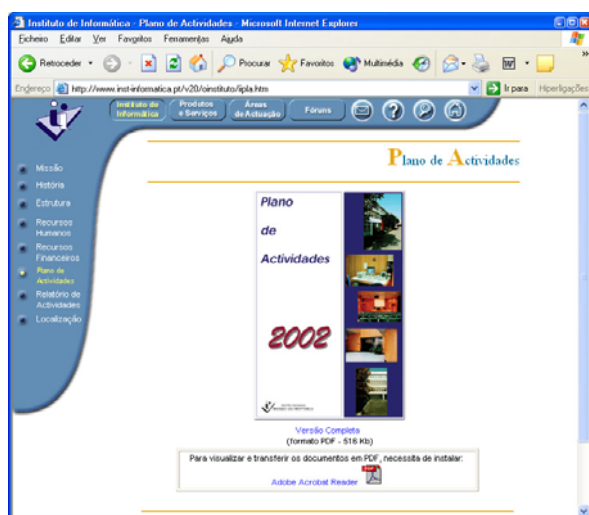 Instituto de Informática - Plano de Actividades - Microsoft Internet Explorer
Ficheiro Editar Ver Favoritos Ferramentas Ajuda
Retroceder Procurar Favoritos Multimédia
Endereço http://www.inst-informatica.pt/v20/oinstituto/ipla.htm Ir para Hiperligações
Instituto de Informática
Produtos e Serviços
Áreas de Actuação
Fóruns
Plano de Actividades
Missão
História
Estrutura
Recursos
Humanos
Recursos
Financeiros
Plano de
Actividades
Relatório de
Actividades
Localização
Plano
de
Actividades
2002
Versão Completa
(formato PDF - 516 Kb)
Para visualizar e transferir os documentos em PDF, necessita de instalar:
Adobe Acrobat Reader